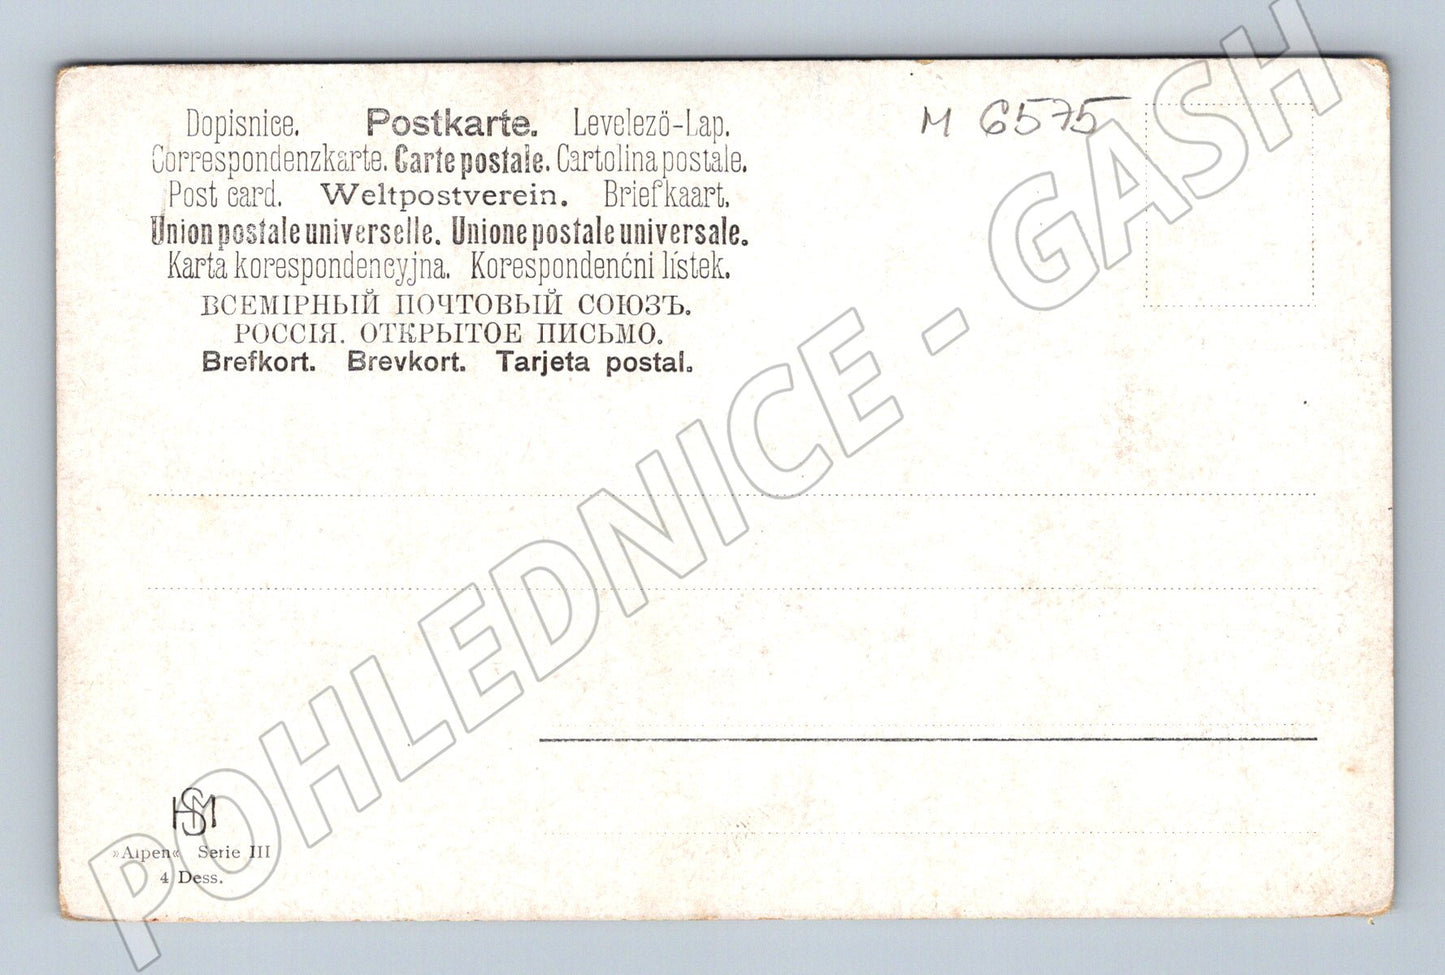 Dopisnice. Postkarte. Levelező-Lap.
Correspondenzkarte. Carte postale. Cartolina postale.
Post card. Weltpostverein. Briefkaart.
Union postale universelle. Unione postale universale.
Karta korespondencyjna. Korespondenćni lístek.
ВСЕМІРНЫЙ ПОЧТОВЫЙ СОЮЗЪ.
РОССІЯ. ОТКРЫТОЕ ПИСЬМО.
Brefkort. Brevkort. Tarjeta postal.
M 6575
POHLEDNICE - GASH
HSM
»Alpen« Serie III
4 Dess.